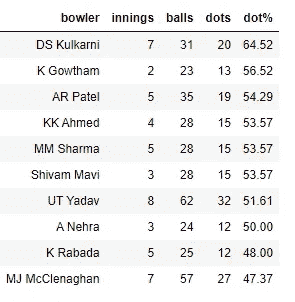 bowler innings balls dots dot%
DS Kulkarni 7 31 20 64.52
K Gowtham 2 23 13 56.52
AR Patel 5 35 19 54.29
KK Ahmed 4 28 15 53.57
MM Sharma 5 28 15 53.57
Shivam Mavi 3 28 15 53.57
UT Yadav 8 62 32 51.61
A Nehra 3 24 12 50.00
K Rabada 5 25 12 48.00
MJ McClenaghan 7 57 27 47.37